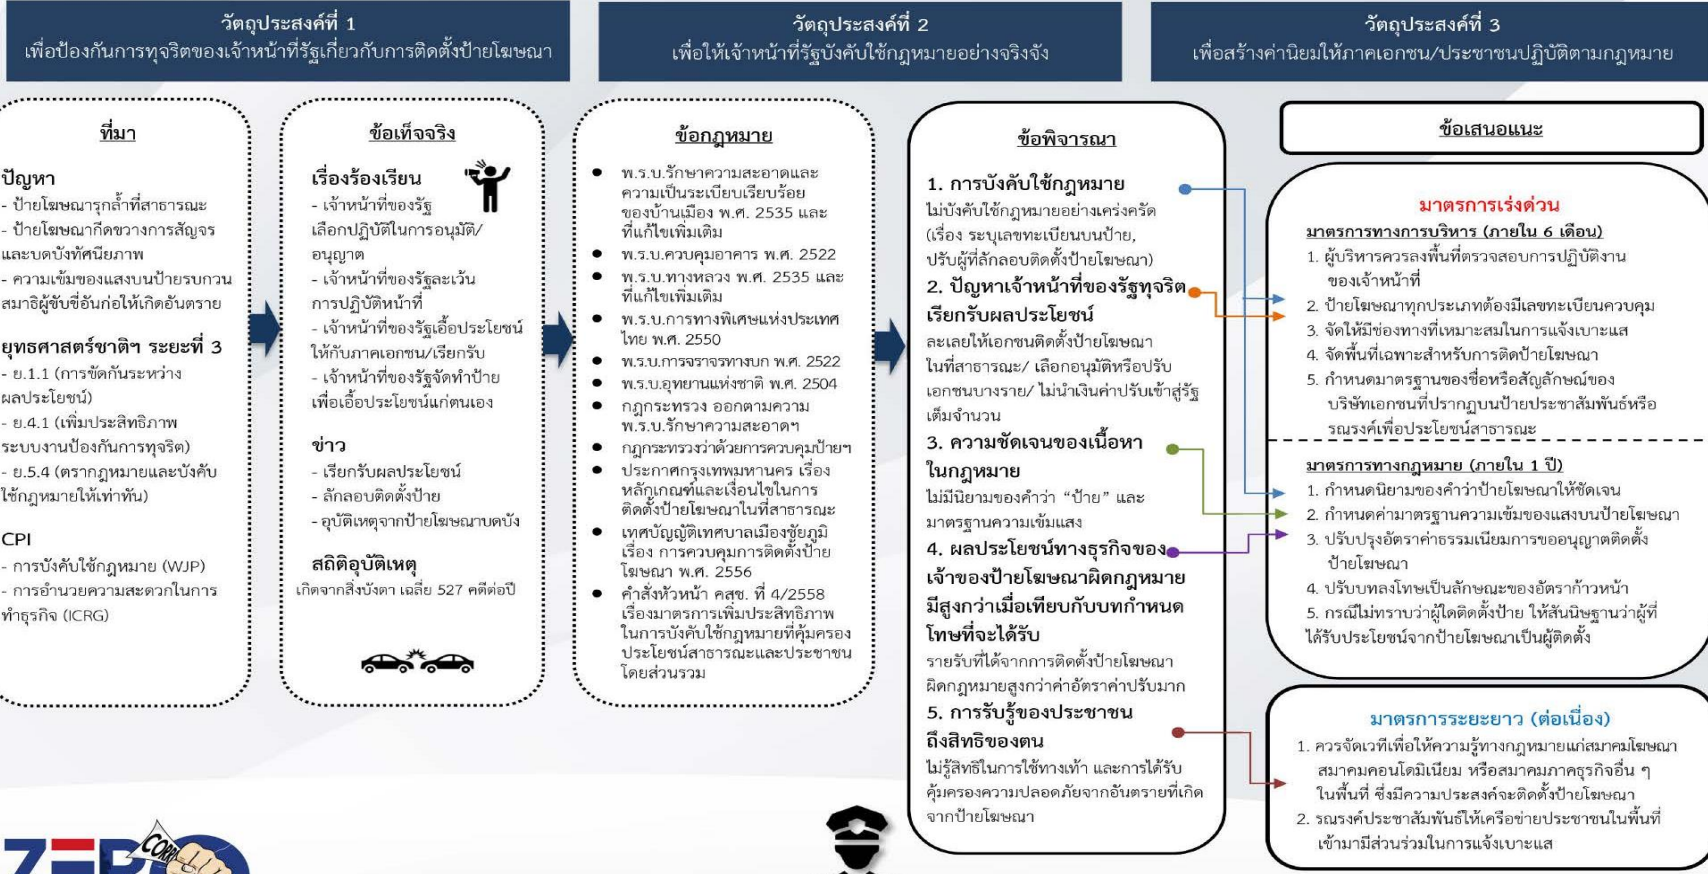 วัตถุประสงค์ที่ 1
เพื่อป้องกันการทุจริตของเจ้าหน้าที่รัฐเกี่ยวกับการติดตั้งป้ายโฆษณา
วัตถุประสงค์ที่ 2
เพื่อให้เจ้าหน้าที่รัฐบังคับใช้กฎหมายอย่างจริงจัง
วัตถุประสงค์ที่ 3
เพื่อสร้างค่านิยมให้ภาคเอกชน/ประชาชนปฏิบัติตามกฎหมาย
ที่มา
ปัญหา
- ป้ายโฆษณารุกล้ำที่สาธารณะ
- ป้ายโฆษณากีดขวางการสัญจร
และบดบังทัศนียภาพ
- ความเข้มของแสงบนป้ายรบกวน
สมาธิผู้ขับขี่อันก่อให้เกิดอันตราย
ยุทธศาสตร์ชาติฯ ระยะที่ 3
- ย.1.1 (การขัดกันระหว่าง
ผลประโยชน์)
- ย.4.1 (เพิ่มประสิทธิภาพ
ระบบงานป้องกันการทุจริต)
- ย.5.4 (ตรากฎหมายและบังคับ
ใช้กฎหมายให้เท่าทัน)
CPI
- การบังคับใช้กฎหมาย (WJP)
- การอำนวยความสะดวกในการ
ทำธุรกิจ (ICRG)
ข้อเท็จจริง
เรื่องร้องเรียน
- เจ้าหน้าที่ของรัฐ
เลือกปฏิบัติในการอนุมัติ/
อนุญาต
- เจ้าหน้าที่ของรัฐละเว้น
การปฏิบัติหน้าที่
- เจ้าหน้าที่ของรัฐเอื้อประโยชน์
ให้กับภาคเอกชน/เรียกรับ
- เจ้าหน้าที่ของรัฐจัดทำป้าย
เพื่อเอื้อประโยชน์แก่ตนเอง
ข่าว
- เรียกรับผลประโยชน์
- ลักลอบติดตั้งป้าย
- อุบัติเหตุจากป้ายโฆษณาบดบัง
สถิติอุบัติเหตุ
เกิดจากสิ่งบังตา เฉลี่ย 527 คดีต่อปี
ข้อกฎหมาย
● พ.ร.บ.รักษาความสะอาดและ
ความเป็นระเบียบเรียบร้อย
ของบ้านเมือง พ.ศ. 2535 และ
ที่แก้ไขเพิ่มเติม
● พ.ร.บ.ควบคุมอาคาร พ.ศ. 2522
● พ.ร.บ.ทางหลวง พ.ศ. 2535 และ
ที่แก้ไขเพิ่มเติม
● พ.ร.บ.การทางพิเศษแห่งประเทศ
ไทย พ.ศ. 2550
● พ.ร.บ.การจราจรทางบก พ.ศ. 2522
● พ.ร.บ.อุทยานแห่งชาติ พ.ศ. 2504
● กฎกระทรวง ออกตามความ
พ.ร.บ.รักษาความสะอาดฯ
● กฎกระทรวงว่าด้วยการควบคุมป้ายฯ
● ประกาศกรุงเทพมหานคร เรื่อง
หลักเกณฑ์และเงื่อนไขในการ
ติดตั้งป้ายโฆษณาในที่สาธารณะ
● เทศบัญญัติเทศบาลเมืองชัยภูมิ
เรื่อง การควบคุมการติดตั้งป้าย
โฆษณา พ.ศ. 2556
● คำสั่งหัวหน้า คสช. ที่ 4/2558
เรื่องมาตรการเพิ่มประสิทธิภาพ
ในการบังคับใช้กฎหมายที่คุ้มครอง
ประโยชน์สาธารณะและประชาชน
โดยส่วนรวม
ข้อพิจารณา
1. การบังคับใช้กฎหมาย
ไม่บังคับใช้กฎหมายอย่างเคร่งครัด
(เรื่อง ระบุเลขทะเบียนบนป้าย,
ปรับผู้ที่ลักลอบติดตั้งป้ายโฆษณา)
2. ปัญหาเจ้าหน้าที่ของรัฐทุจริต
เรียกรับผลประโยชน์
ละเลยให้เอกชนติดตั้งป้ายโฆษณา
ในที่สาธารณะ/ เลือกอนุมัติหรือปรับ
เอกชนบางราย/ ไม่นำเงินค่าปรับเข้าสู่รัฐ
เต็มจำนวน
3. ความชัดเจนของเนื้อหา
ในกฎหมาย
ไม่มีนิยามของคำว่า “ป้าย” และ
มาตรฐานความเข้มแสง
4. ผลประโยชน์ทางธุรกิจของ
เจ้าของป้ายโฆษณาผิดกฎหมาย
มีสูงกว่าเมื่อเทียบกับบทกำหนด
โทษที่จะได้รับ
รายรับที่ได้จากการติดตั้งป้ายโฆษณา
ผิดกฎหมายสูงกว่าค่าอัตราค่าปรับมาก
5. การรับรู้ของประชาชน
ถึงสิทธิของตน
ไม่รู้สิทธิในการใช้ทางเท้า และการได้รับ
คุ้มครองความปลอดภัยจากอันตรายที่เกิด
จากป้ายโฆษณา
ข้อเสนอแนะ
มาตรการเร่งด่วน
มาตรการทางการบริหาร (ภายใน 6 เดือน)
1. ผู้บริหารควรลงพื้นที่ตรวจสอบการปฏิบัติงาน
ของเจ้าหน้าที่
2. ป้ายโฆษณาทุกประเภทต้องมีเลขทะเบียนควบคุม
3. จัดให้มีช่องทางที่เหมาะสมในการแจ้งเบาะแส
4. จัดพื้นที่เฉพาะสำหรับการติดป้ายโฆษณา
5. กำหนดมาตรฐานของชื่อหรือสัญลักษณ์ของ
บริษัทเอกชนที่ปรากฏบนป้ายประชาสัมพันธ์หรือ
รณรงค์เพื่อประโยชน์สาธารณะ
มาตรการทางกฎหมาย (ภายใน 1 ปี)
1. กำหนดนิยามของคำว่าป้ายโฆษณาให้ชัดเจน
2. กำหนดค่ามาตรฐานความเข้มของแสงบนป้ายโฆษณา
3. ปรับปรุงอัตราค่าธรรมเนียมการขออนุญาตติดตั้ง
ป้ายโฆษณา
4. ปรับบทลงโทษเป็นลักษณะของอัตราก้าวหน้า
5. กรณีไม่ทราบว่าผู้ใดติดตั้งป้าย ให้สันนิษฐานว่าผู้ที่
ได้รับประโยชน์จากป้ายโฆษณาเป็นผู้ติดตั้ง
มาตรการระยะยาว (ต่อเนื่อง)
1. ควรจัดเวทีเพื่อให้ความรู้ทางกฎหมายแก่สมาคมโฆษณา
สมาคมคอนโดมิเนียม หรือสมาคมภาคธุรกิจอื่น ๆ
ในพื้นที่ ซึ่งมีความประสงค์จะติดตั้งป้ายโฆษณา
2. รณรงค์ประชาสัมพันธ์ให้เครือข่ายประชาชนในพื้นที่
เข้ามามีส่วนร่วมในการแจ้งเบาะแส
ZERO